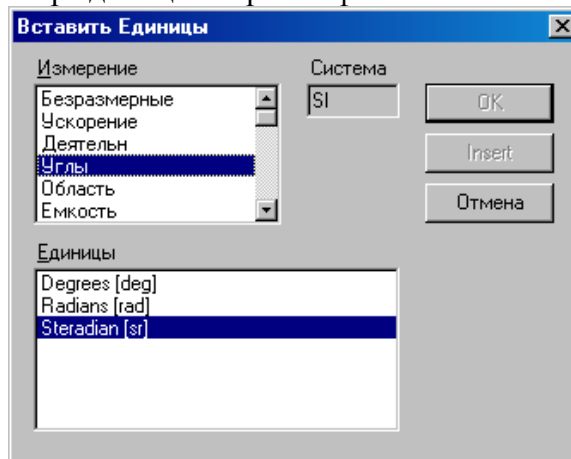 Вставить Единицы
Измерение
Система
Безразмерные
Ускорение
Деятельн
Углы
Область
Емкость
SI
OK
Insert
Отмена
Единицы
Degrees [deg]
Radians [rad]
Steradian [sr]